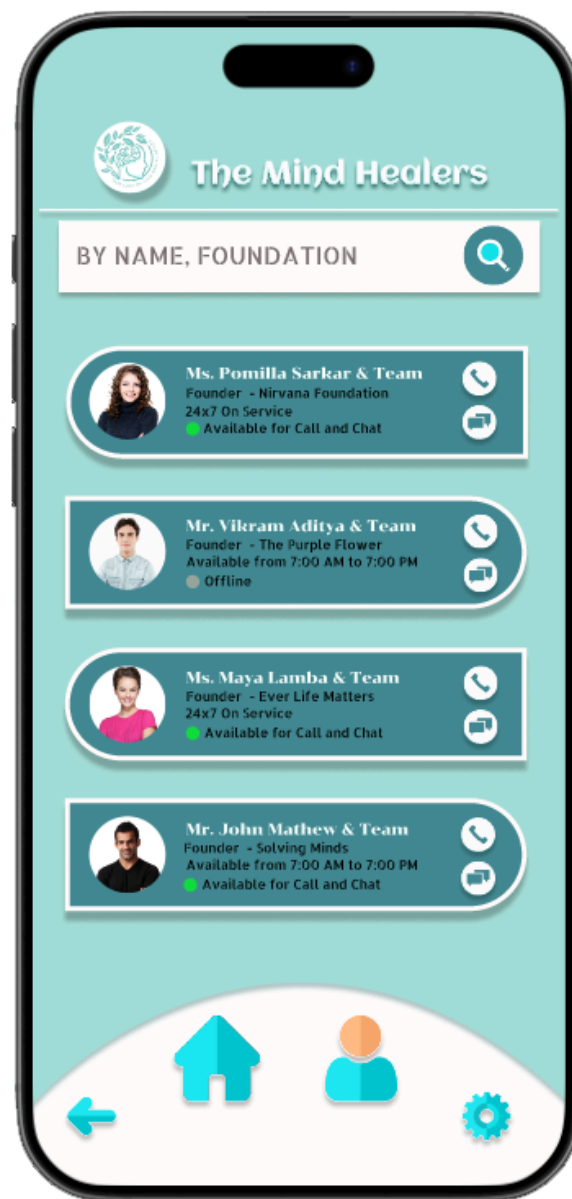 The Mind Healers
BY NAME, FOUNDATION
Ms. Pomilla Sarkar & Team
Founder - Nirvana Foundation
24x7 On Service
Available for Call and Chat
Mr. Vikram Aditya & Team
Founder - The Purple Flower
Available from 7:00 AM to 7:00 PM
Offline
Ms. Maya Lamba & Team
Founder - Ever Life Matters
24x7 On Service
Available for Call and Chat
Mr. John Mathew & Team
Founder - Solving Minds
Available from 7:00 AM to 7:00 PM
Available for Call and Chat